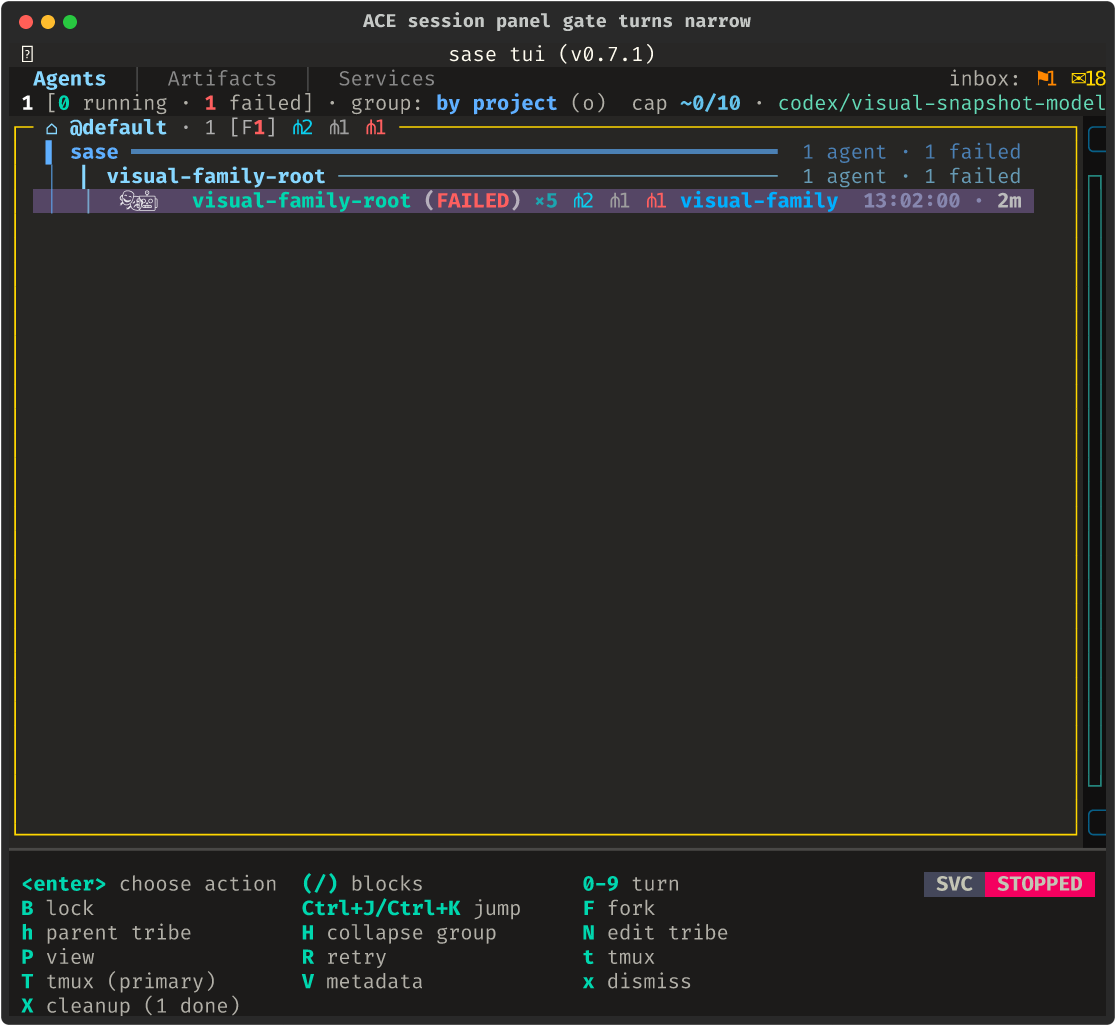 ACE session panel gate turns narrow
sase tui (v0.7.1)
Agents │ Artifacts │ Services inbox: ⚑1 ✉18
1 [0 running · 1 failed] · group: by project (o) cap ~0/10 · codex/visual-snapshot-model
⌂ @default · 1 [F1] ⫛2 ⫛1 ⫛1
sase 1 agent · 1 failed
visual-family-root 1 agent · 1 failed
visual-family-root (FAILED) ×5 ⫛2 ⫛1 ⫛1 visual-family 13:02:00 · 2m
<enter> choose action (/) blocks 0-9 turn SVC STOPPED
B lock Ctrl+J/Ctrl+K jump F fork
h parent tribe H collapse group N edit tribe
P view R retry t tmux
T tmux (primary) V metadata x dismiss
X cleanup (1 done)